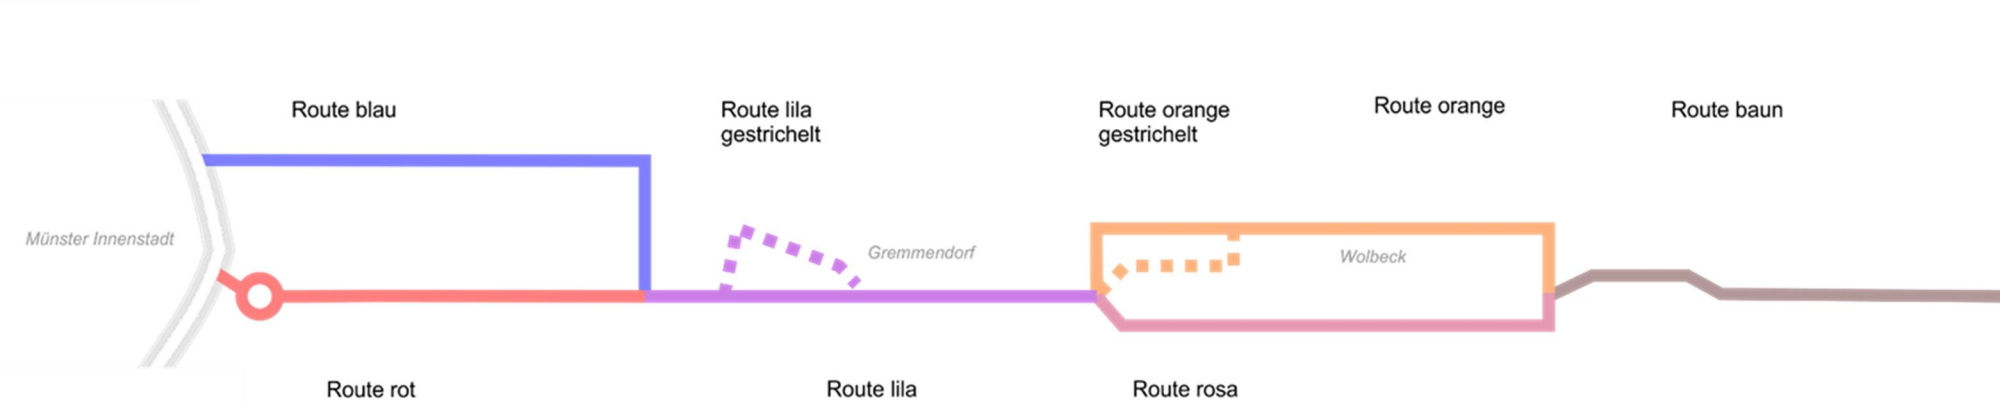 Route blau
Route lila
gestrichelt
Route orange
gestrichelt
Route orange
Route baun
Münster Innenstadt
Gremmendorf
Wolbeck
Route rot
Route lila
Route rosa